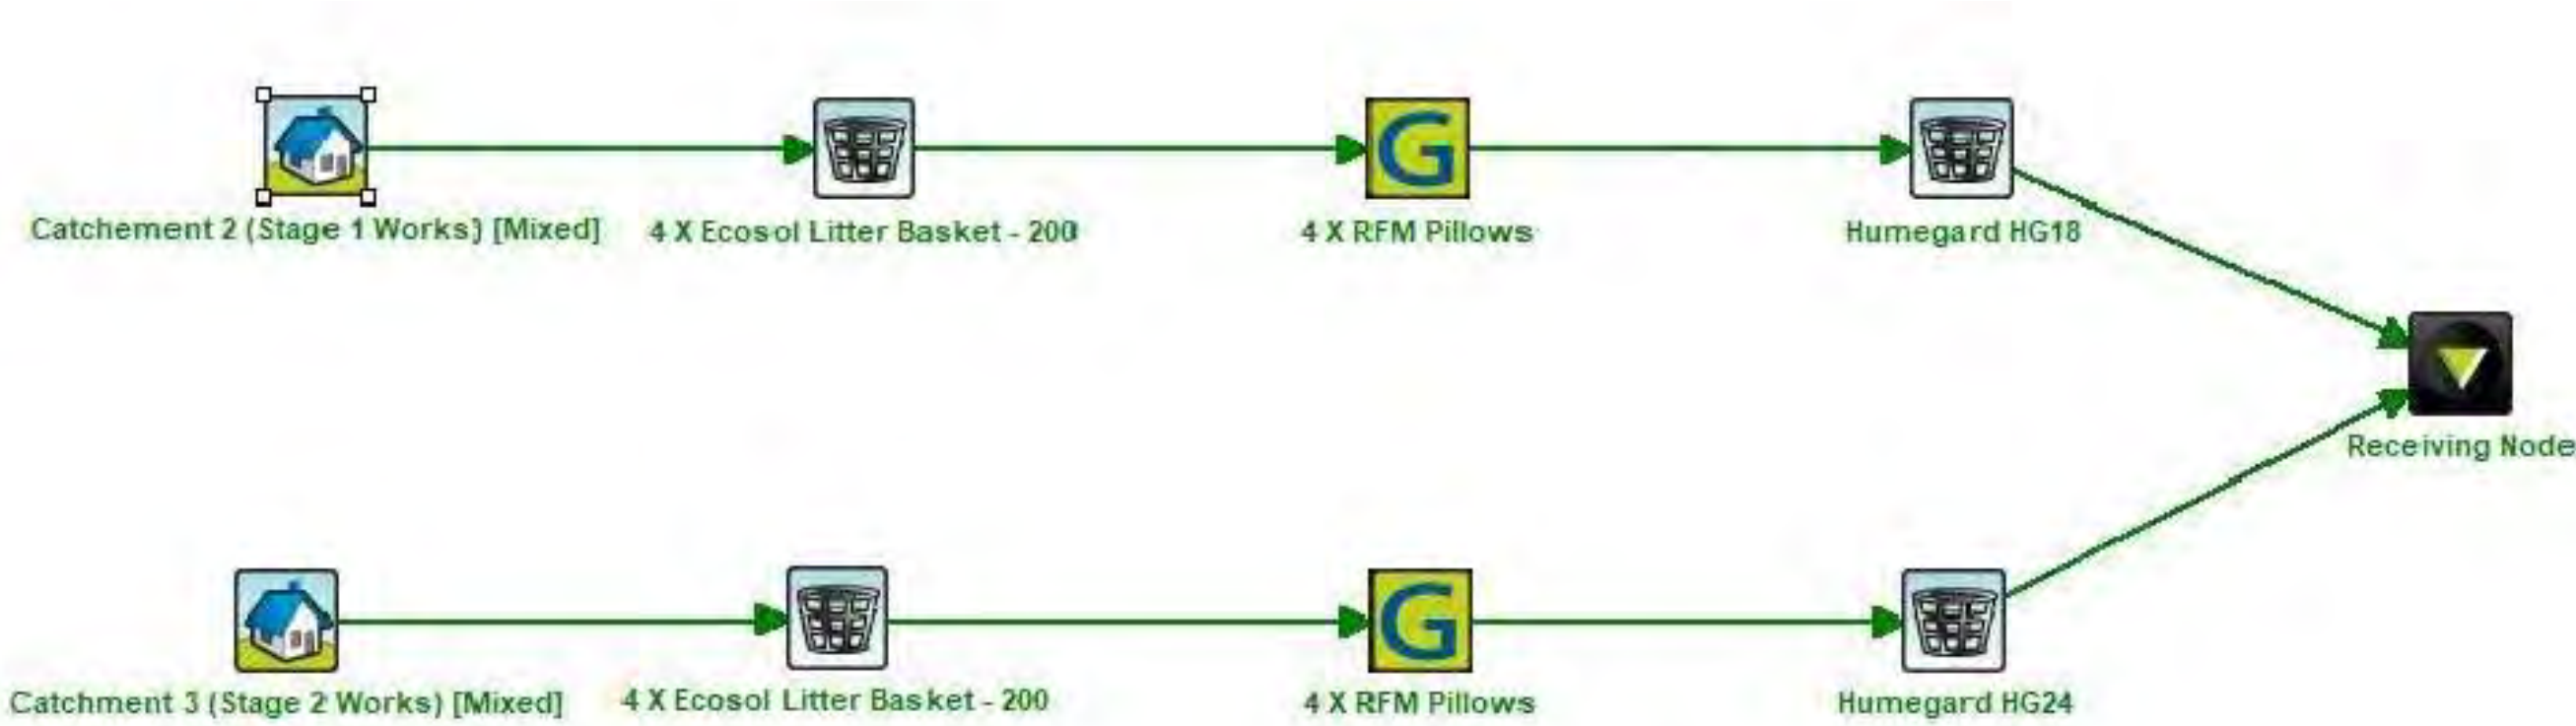 G
Catchement 2 (Stage 1 Works) [Mixed]
4 X Ecosol Litter Basket - 200
4 X RFM Pillows
Humegard HG18
Receiving Node
G
Catchment 3 (Stage 2 Works) [Mixed]
4 X Ecosol Litter Basket - 200
4 X RFM Pillows
Humegard HG24